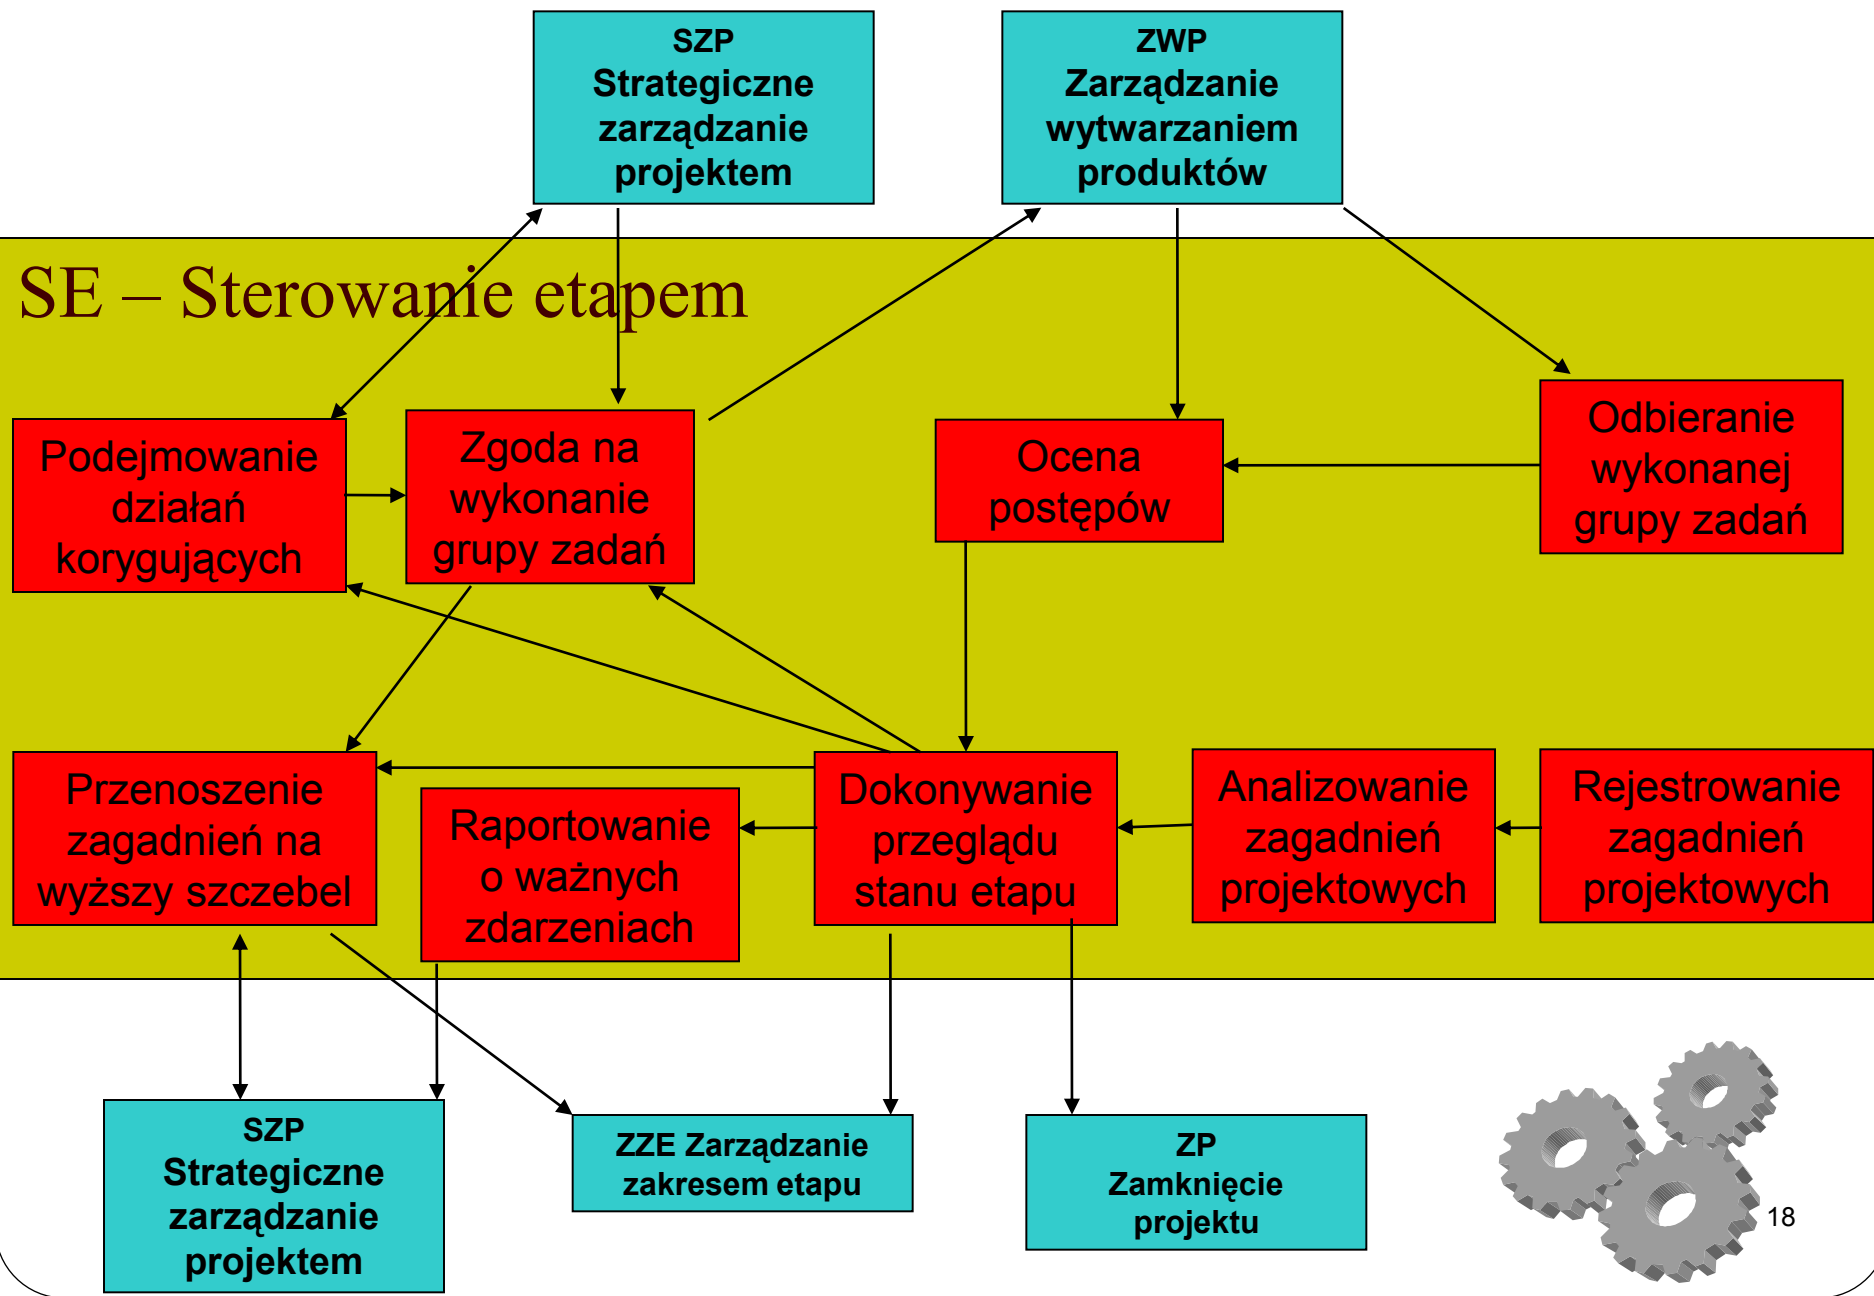 SZP
Strategiczne
zarządzanie
projektem
ZWP
Zarządzanie
wytwarzaniem
produktów
SE – Sterowanie etapem
Podejmowanie
działań
korygujących
Zgoda na
wykonanie
grupy zadań
Ocena
postępów
Odbieranie
wykonanej
grupy zadań
Przenoszenie
zagadnień na
wyższy szczebel
Raportowanie
o ważnych
zdarzeniach
Dokonywanie
przeglądu
stanu etapu
Analizowanie
zagadnień
projektowych
Rejestrowanie
zagadnień
projektowych
SZP
Strategiczne
zarządzanie
projektem
ZZE Zarządzanie
zakresem etapu
ZP
Zamknięcie
projektu
18